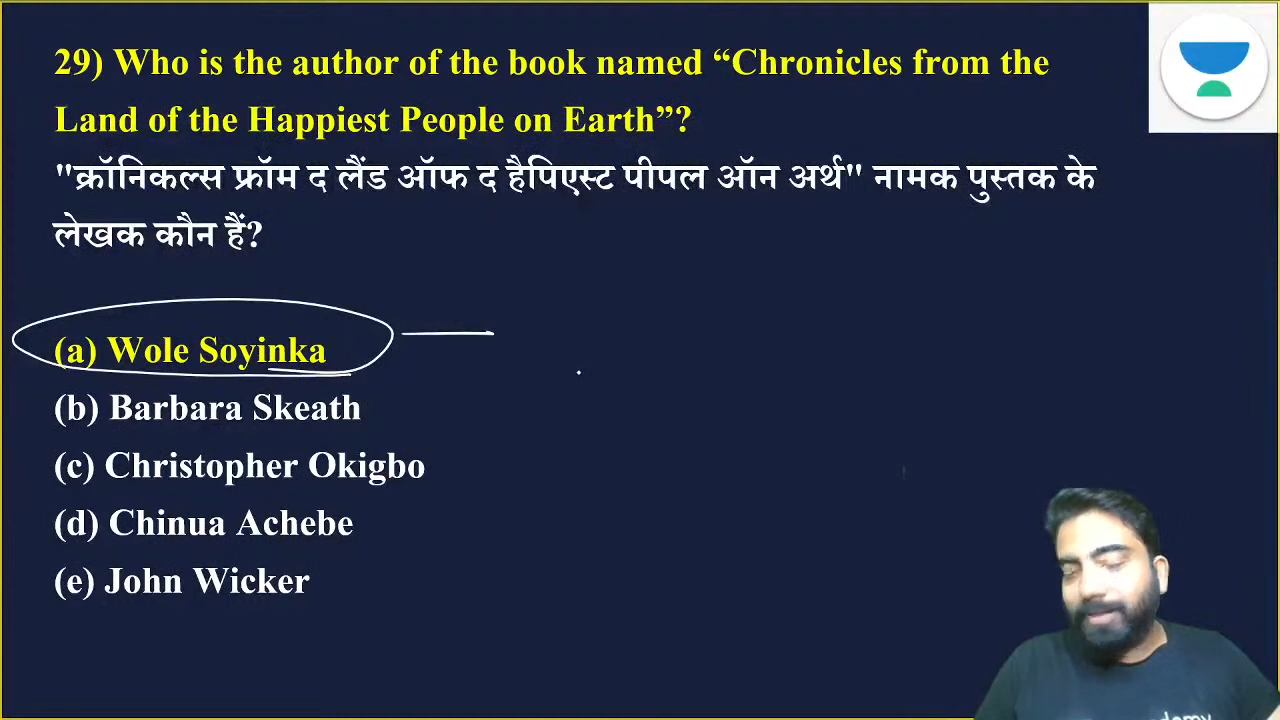 29) Who is the author of the book named “Chronicles from the
Land of the Happiest People on Earth”?
"क्रॉनिकल्स फ्रॉम द लैंड ऑफ द हैपिएस्ट पीपल ऑन अर्थ" नामक पुस्तक के
लेखक कौन हैं?
(a) Wole Soyinka
(b) Barbara Skeath
(c) Christopher Okigbo
(d) Chinua Achebe
(e) John Wicker